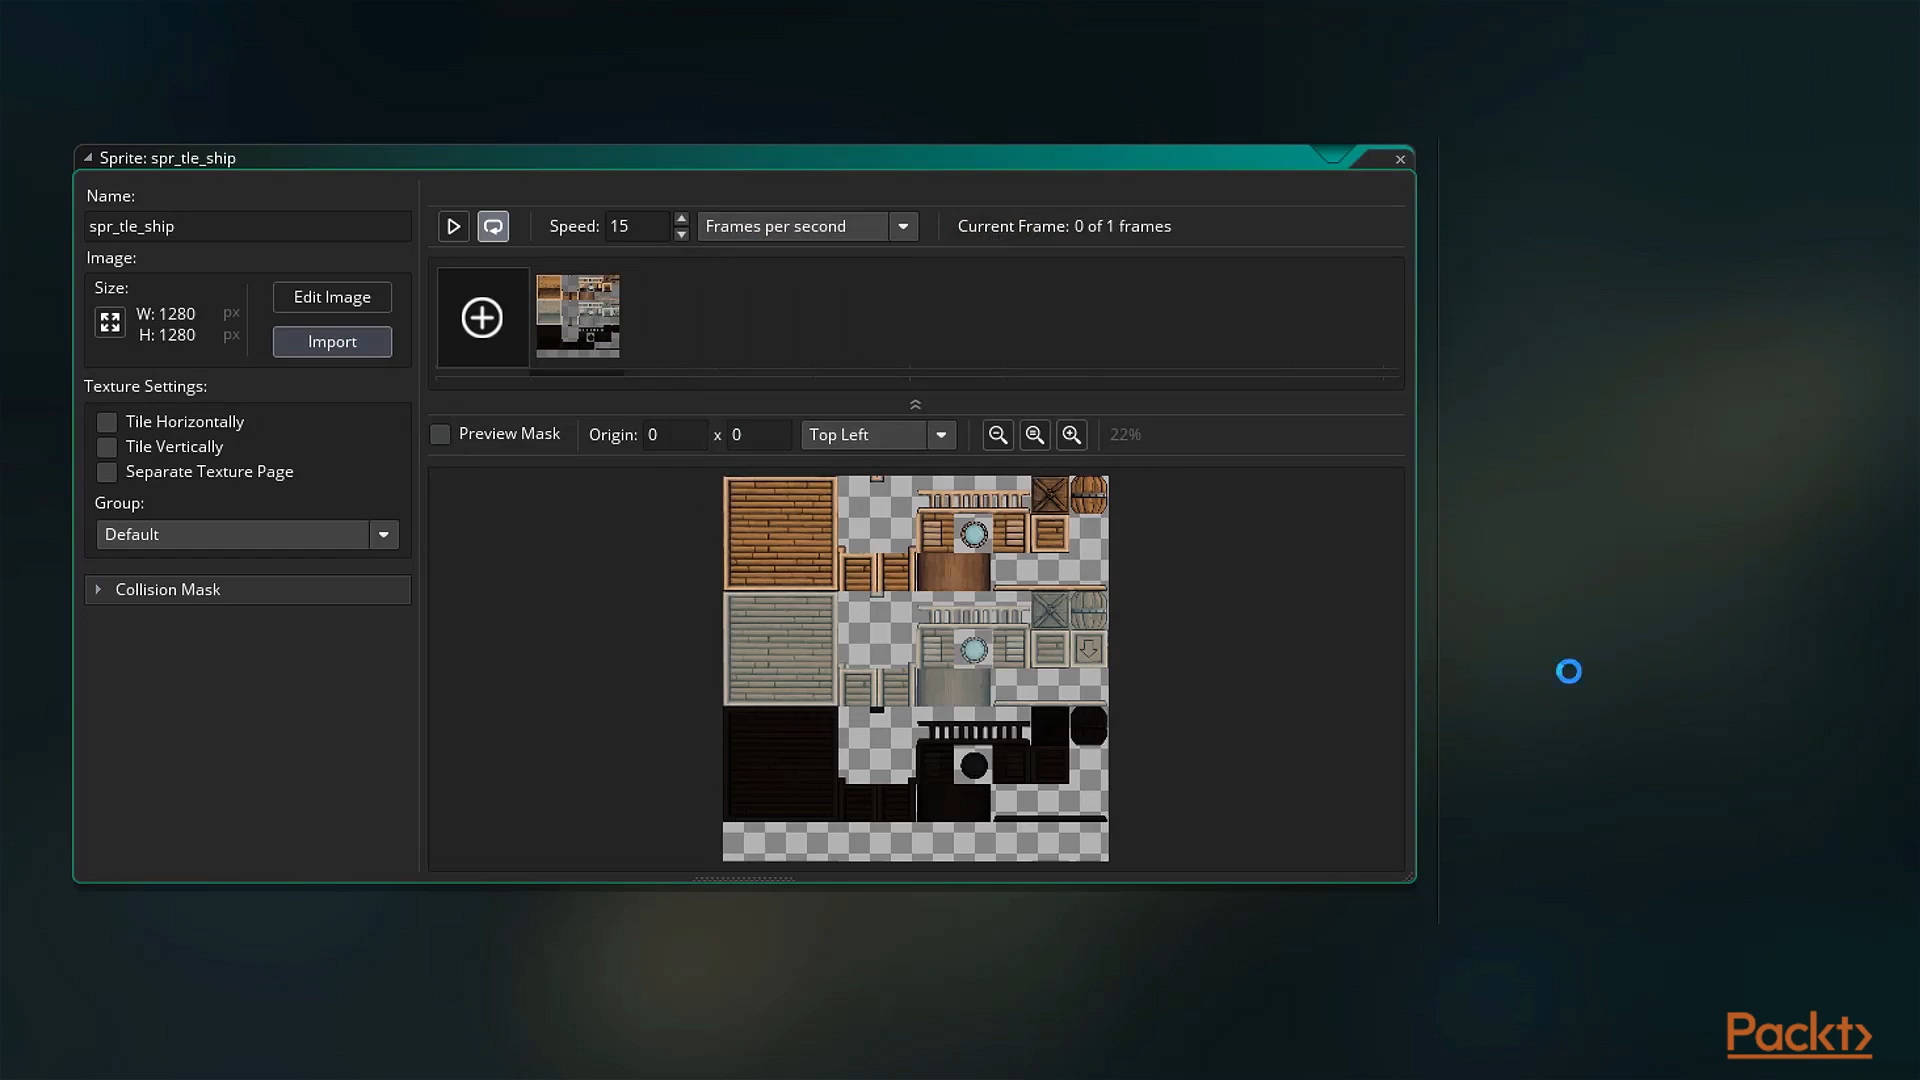 Sprite: spr_tle_ship
Name:
spr_tle_ship
Image:
Size:
W: 1280 px
H: 1280 px
Edit Image
Import
Texture Settings:
Tile Horizontally
Tile Vertically
Separate Texture Page
Group:
Default
Collision Mask
Speed: 15
Frames per second
Current Frame: 0 of 1 frames
Preview Mask
Origin: 0 x 0
Top Left
22%
Packt>